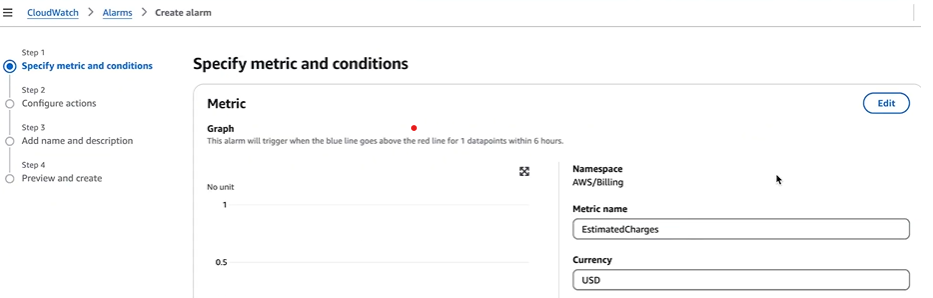 CloudWatch > Alarms > Create alarm
Step 1
Specify metric and conditions
Step 2
Configure actions
Step 3
Add name and description
Step 4
Preview and create
Specify metric and conditions
Metric
Edit
Graph
This alarm will trigger when the blue line goes above the red line for 1 datapoints within 6 hours.
No unit
1
0.5
Namespace
AWS/Billing
Metric name
EstimatedCharges
Currency
USD